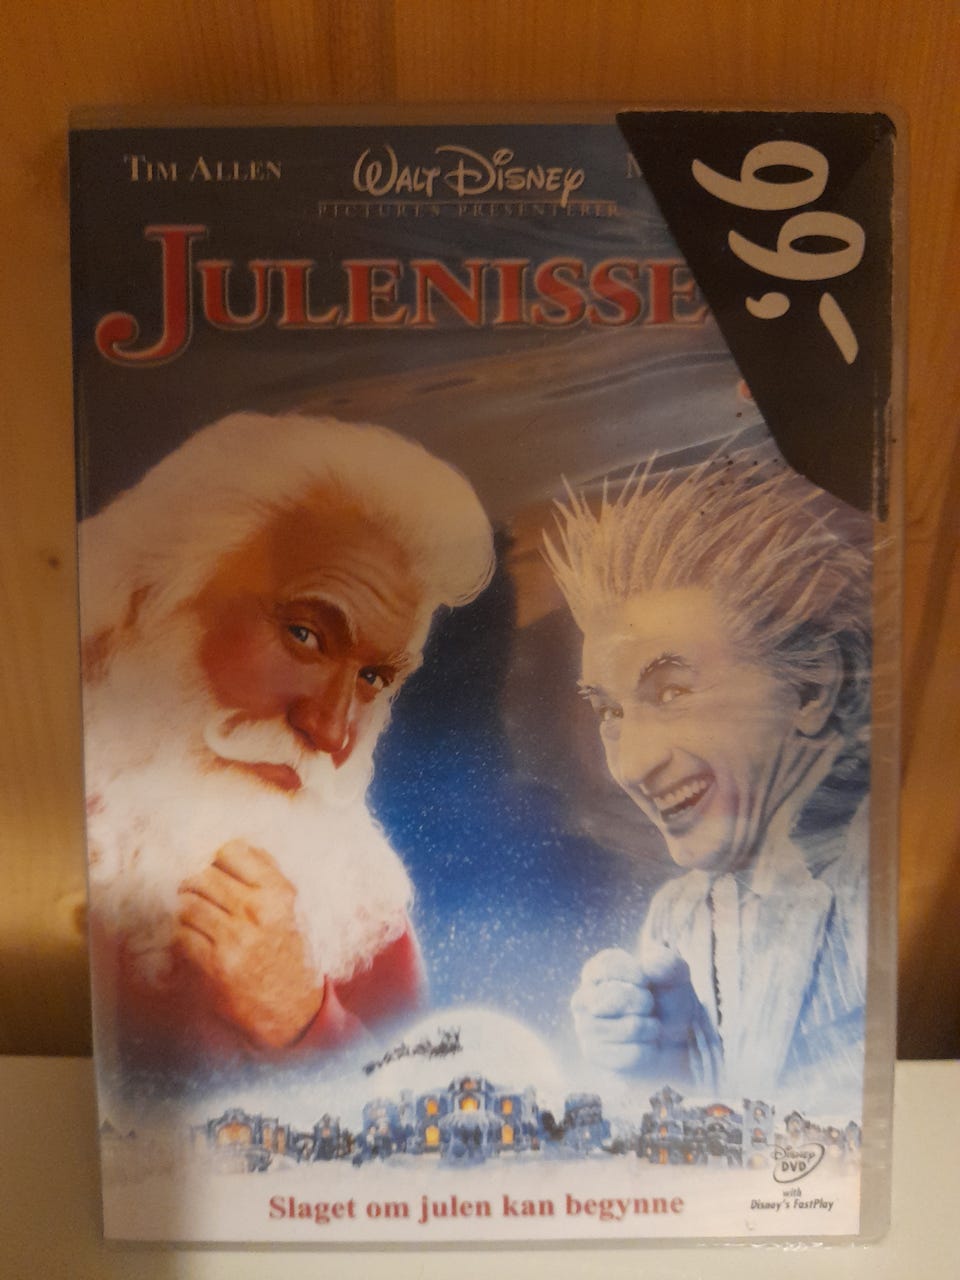 TIM ALLEN
WALT DISNEY
PICTURES PRESENTERER
JULENISSE
99,-
Slaget om julen kan begynne
DISNEY
DVD
with
Disney's FastPlay